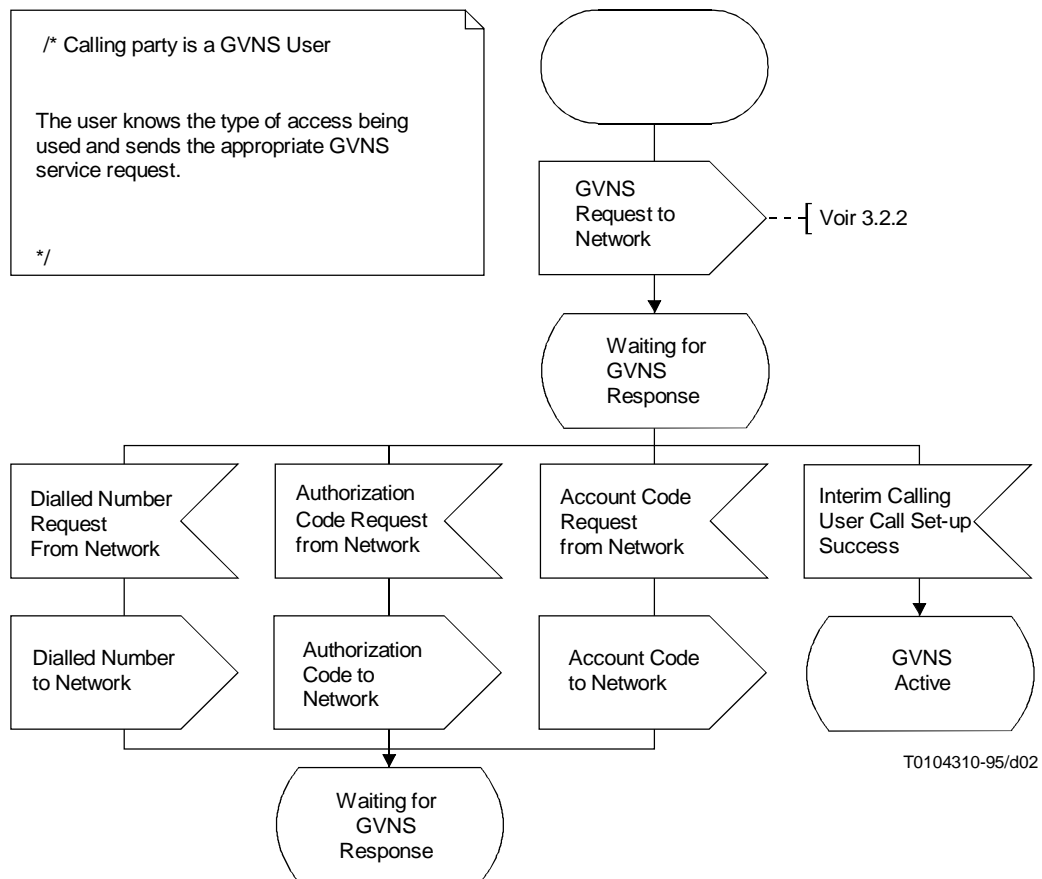 /* Calling party is a GVNS User
The user knows the type of access being
used and sends the appropriate GVNS
service request.
*/
GVNS
Request to
Network
Voir 3.2.2
Waiting for
GVNS
Response
Dialled Number
Request
From Network
Authorization
Code Request
from Network
Account Code
Request
from Network
Interim Calling
User Call Set-up
Success
Dialled Number
to Network
Authorization
Code to
Network
Account Code
to Network
GVNS
Active
T0104310-95/d02
Waiting for
GVNS
Response